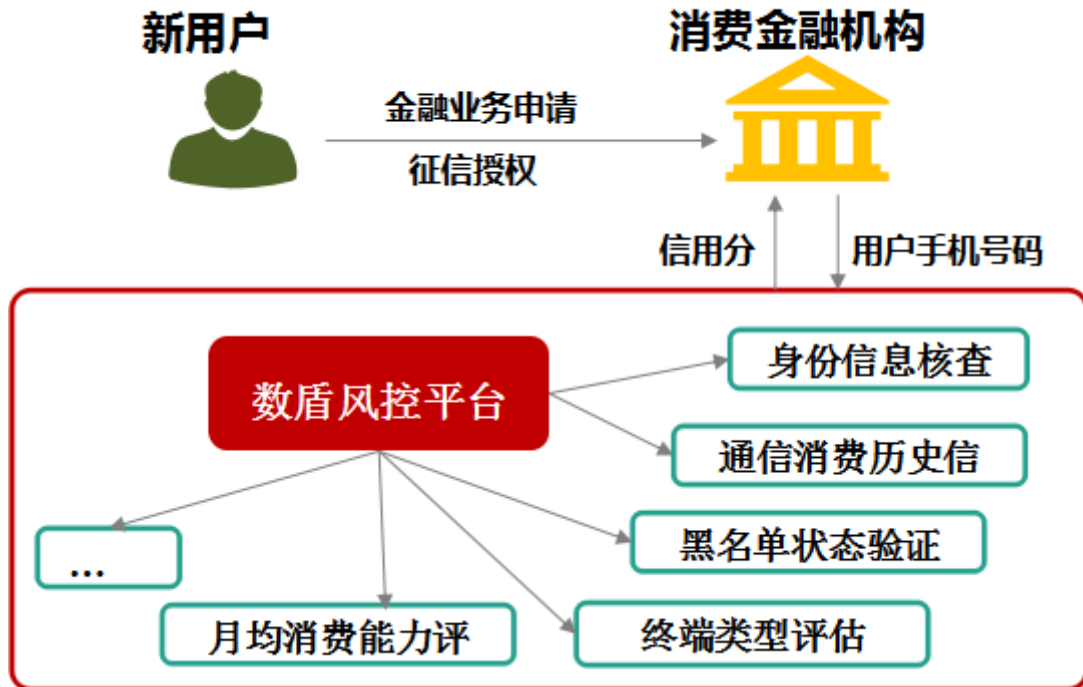 新用户
消费金融机构
金融业务申请
征信授权
信用分
用户手机号码
数盾风控平台
身份信息核查
通信消费历史信
黑名单状态验证
...
月均消费能力评
终端类型评估